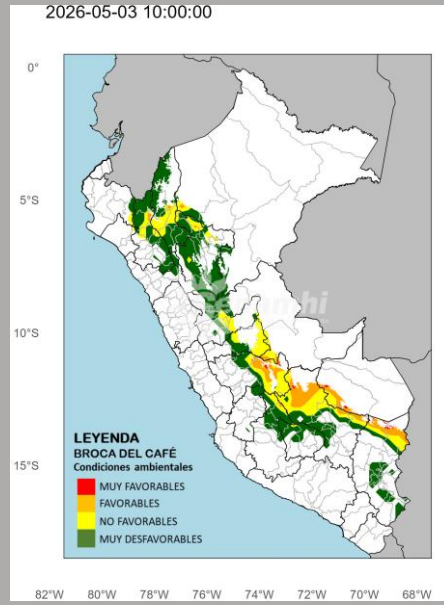 2026-05-03 10:00:00
0°
5°S
10°S
15°S
senamhi
LEYENDA
BROCA DEL CAFÉ
Condiciones ambientales
MUY FAVORABLES
FAVORABLES
NO FAVORABLES
MUY DESFAVORABLES
82°W 80°W 78°W 76°W 74°W 72°W 70°W 68°W